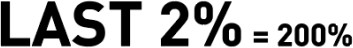 LAST 2% = 200%